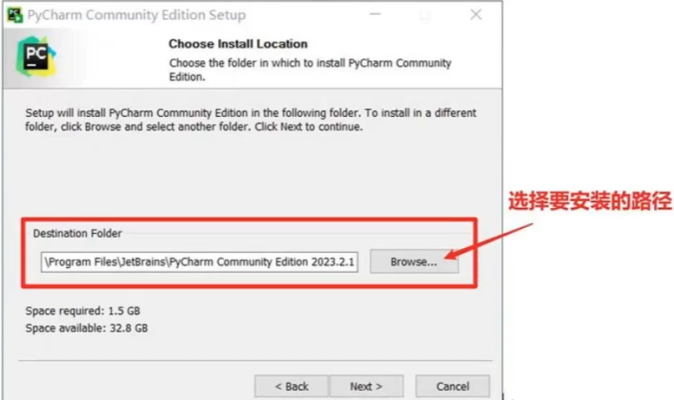 PyCharm Community Edition Setup
PC
Choose Install Location
Choose the folder in which to install PyCharm Community
Edition.
Setup will install PyCharm Community Edition in the following folder. To install in a different
folder, click Browse and select another folder. Click Next to continue.
选择要安装的路径
Destination Folder
\Program Files\JetBrains\PyCharm Community Edition 2023.2.1
Browse...
Space required: 1.5 GB
Space available: 32.8 GB
< Back
Next >
Cancel